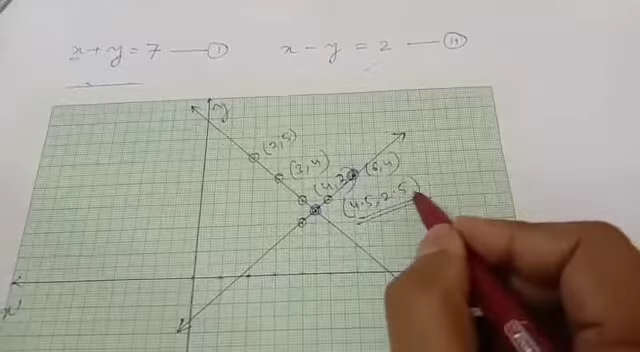 x + y = 7 —— (I)
x - y = 2 —— (II)
y
(2,5)
(3,4)
(4,3)
(6,4)
(4.5, 2.5)
x'